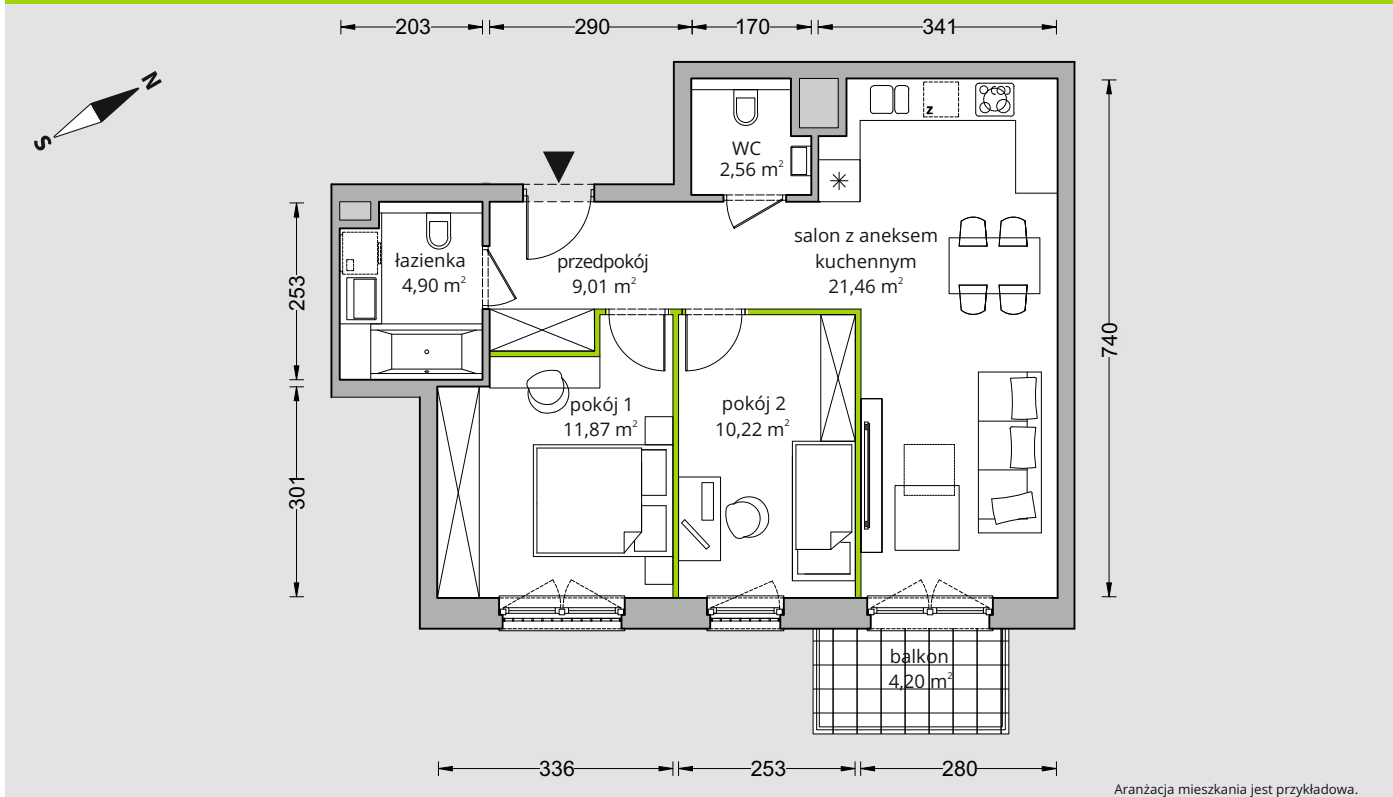 203
290
170
341
N
S
WC
2,56 m²
z
łazienka
4,90 m²
przedpokój
9,01 m²
salon z aneksem
kuchennym
21,46 m²
253
740
pokój 1
11,87 m²
pokój 2
10,22 m²
301
balkon
4,20 m²
336
253
280
Aranżacja mieszkania jest przykładowa.